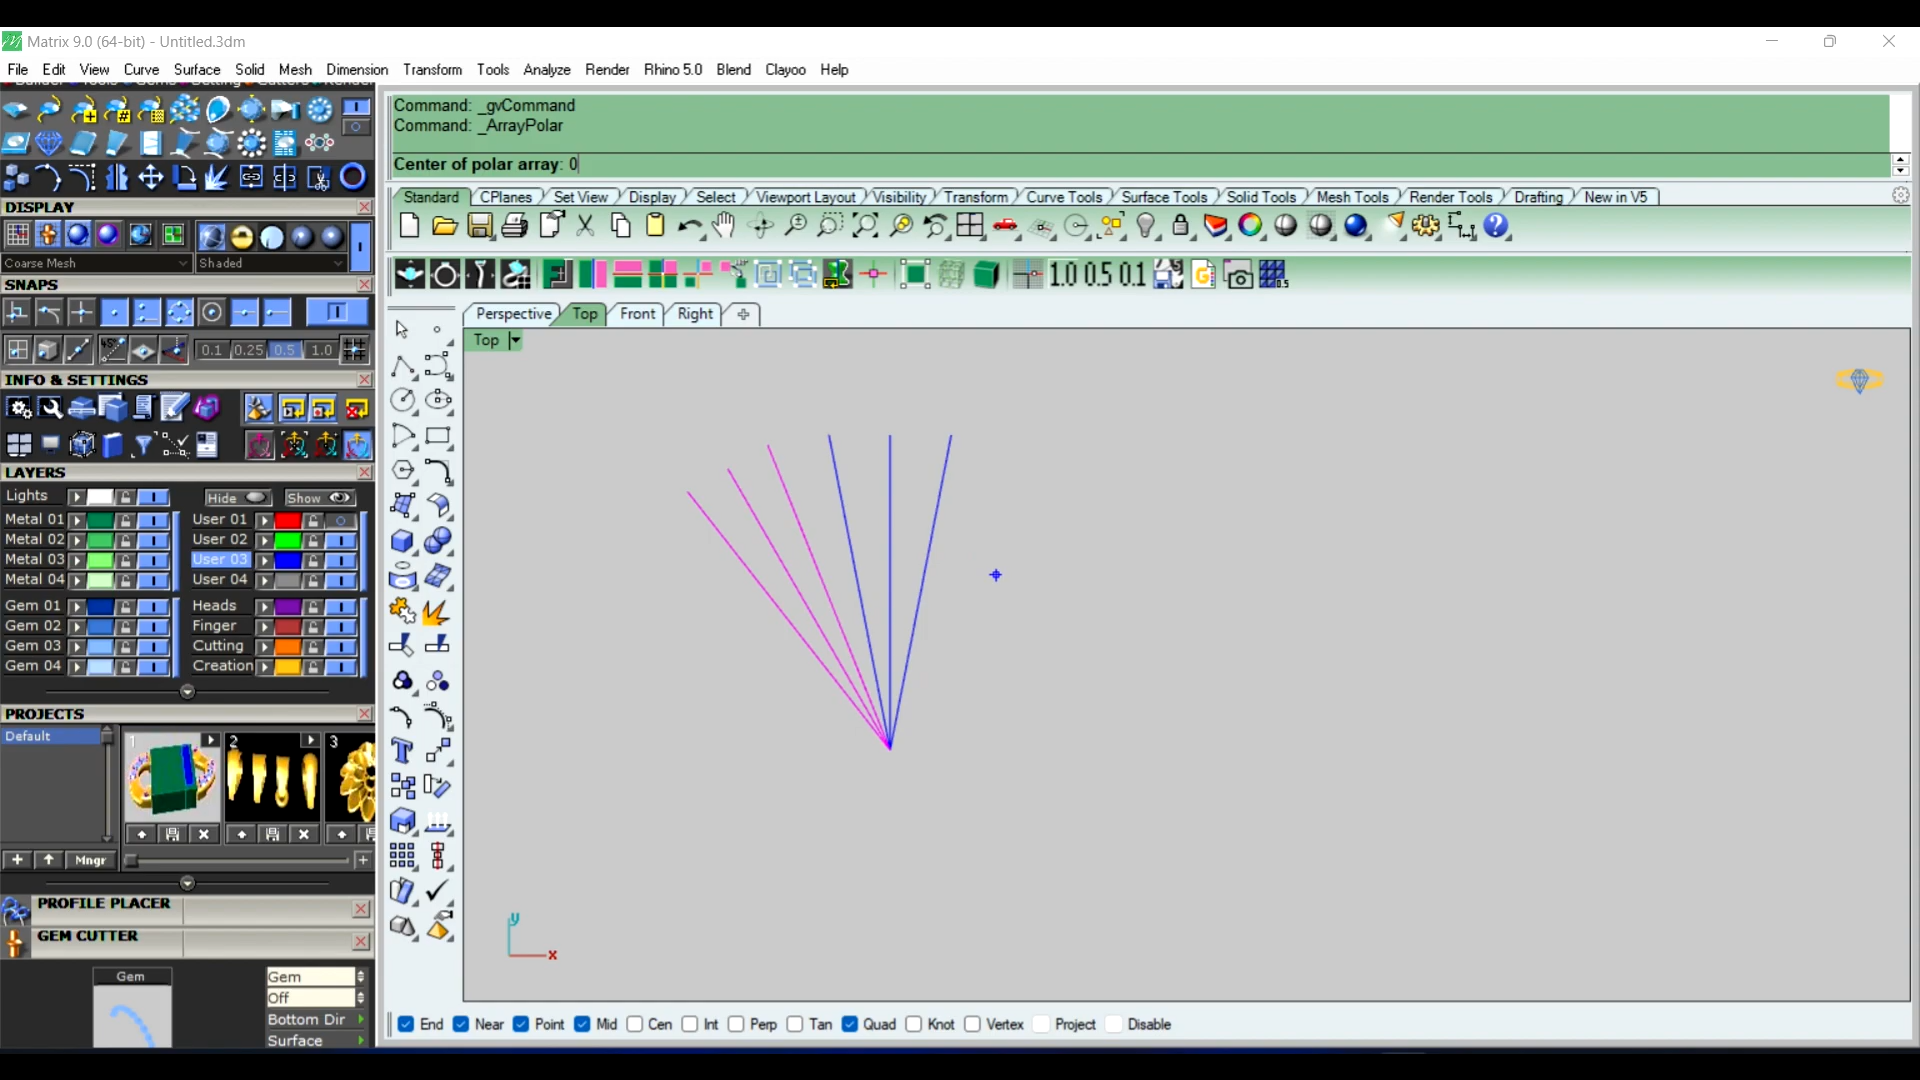 Matrix 9.0 (64-bit) - Untitled.3dm
File Edit View Curve Surface Solid Mesh Dimension Transform Tools Analyze Render Rhino 5.0 Blend Clayoo Help
Command: _gvCommand
Command: _ArrayPolar
Center of polar array: 0
Standard CPlanes Set View Display Select Viewport Layout Visibility Transform Curve Tools Surface Tools Solid Tools Mesh Tools Render Tools Drafting New in V5
1.0 0.5 0.1
Perspective Top Front Right
Top
y
x
DISPLAY
Coarse Mesh Shaded
SNAPS
0.1 0.25 0.5 1.0
INFO & SETTINGS
LAYERS
Lights Hide Show
Metal 01 User 01
Metal 02 User 02
Metal 03 User 03
Metal 04 User 04
Gem 01 Heads
Gem 02 Finger
Gem 03 Cutting
Gem 04 Creation
PROJECTS
Default 1 2 3
Mngr
PROFILE PLACER
GEM CUTTER
Gem Gem
Off
Bottom Dir
Surface
End Near Point Mid Cen Int Perp Tan Quad Knot Vertex Project Disable